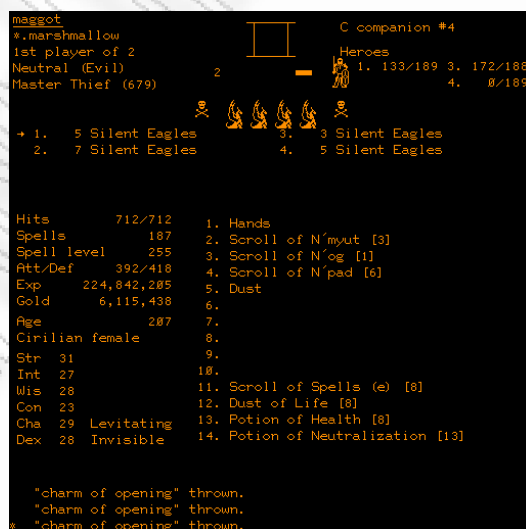 maggot
*.marshmallow
1st player of 2
Neutral (Evil)
Master Thief (679)
2
C companion #4
Heroes
1. 133/189 3. 172/188
4. 0/189
→ 1. 5 Silent Eagles 3. 3 Silent Eagles
2. 7 Silent Eagles 4. 5 Silent Eagles
Hits 712/712
Spells 187
Spell level 255
Att/Def 392/418
Exp 224,842,205
Gold 6,115,438
Age 207
Cirilian female
Str 31
Int 27
Wis 28
Con 23
Cha 29 Levitating
Dex 28 Invisible
1. Hands
2. Scroll of N´myut [3]
3. Scroll of N´og [1]
4. Scroll of N´pad [6]
5. Dust
6.
7.
8.
9.
10.
11. Scroll of Spells (e) [8]
12. Dust of Life [8]
13. Potion of Health [8]
14. Potion of Neutralization [13]
"charm of opening" thrown.
"charm of opening" thrown.
* "charm of opening" thrown.